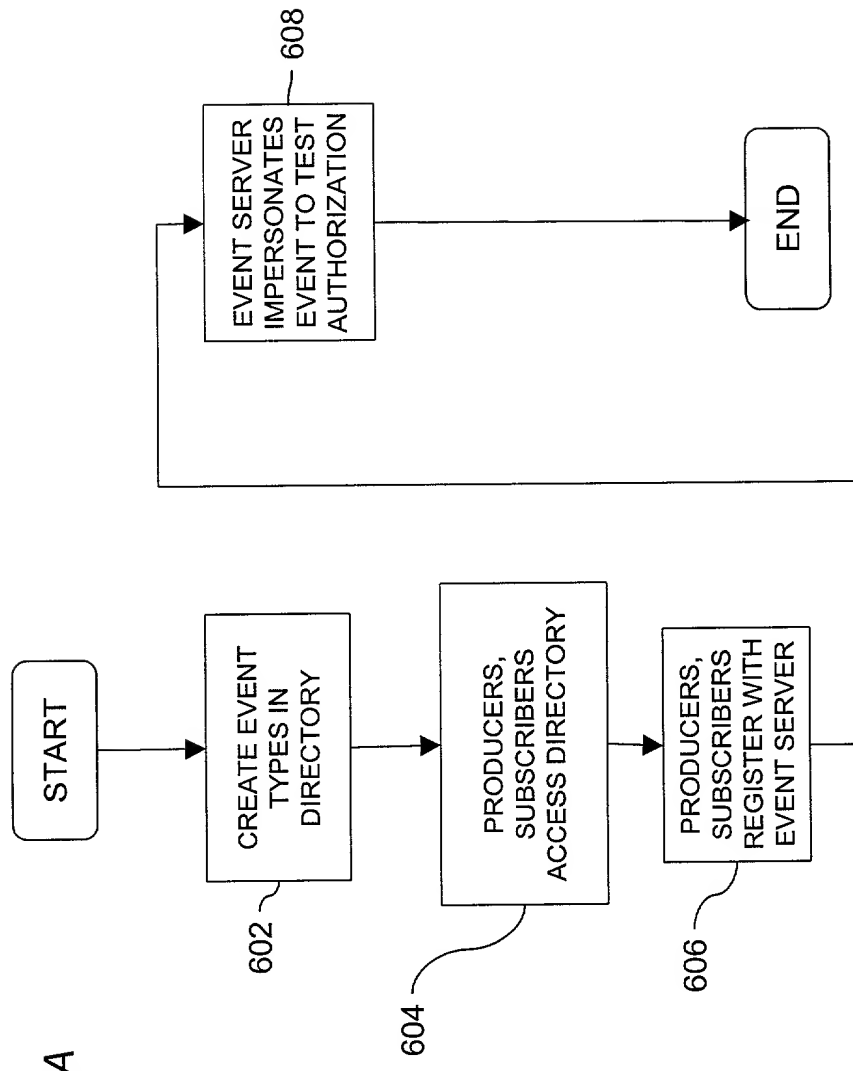 A
START
CREATE EVENT
TYPES IN
DIRECTORY
602
PRODUCERS,
SUBSCRIBERS
ACCESS DIRECTORY
604
PRODUCERS,
SUBSCRIBERS
REGISTER WITH
EVENT SERVER
606
EVENT SERVER
IMPERSONATES
EVENT TO TEST
AUTHORIZATION
608
END